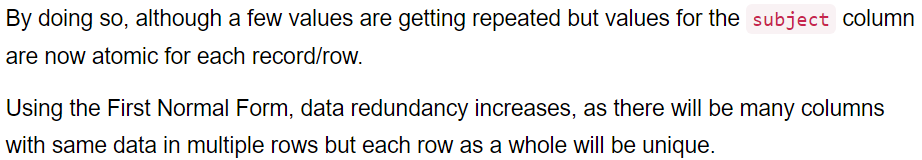 By doing so, although a few values are getting repeated but values for the subject column
are now atomic for each record/row.
Using the First Normal Form, data redundancy increases, as there will be many columns
with same data in multiple rows but each row as a whole will be unique.